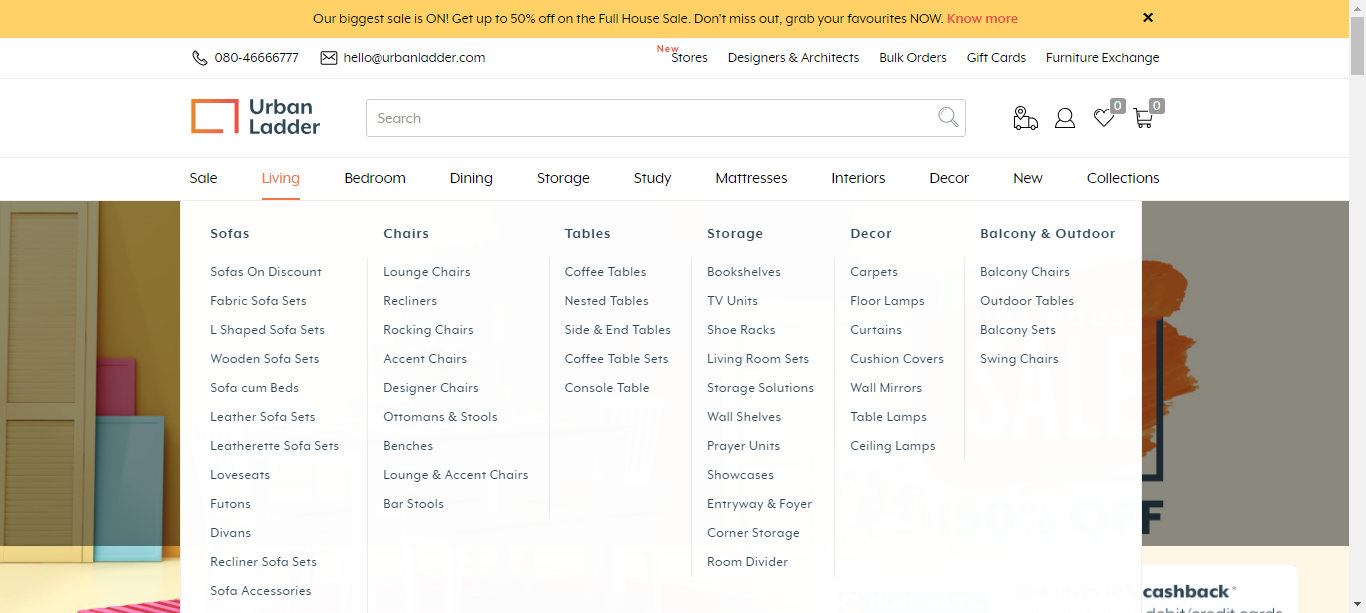 Our biggest sale is ON! Get up to 50% off on the Full House Sale. Don't miss out, grab your favourites NOW. Know more
080-46666777
hello@urbanladder.com
New
Stores
Designers & Architects
Bulk Orders
Gift Cards
Furniture Exchange
Urban
Ladder
Search
0
0
Sale
Living
Bedroom
Dining
Storage
Study
Mattresses
Interiors
Decor
New
Collections
Sofas
Sofas On Discount
Fabric Sofa Sets
L Shaped Sofa Sets
Wooden Sofa Sets
Sofa cum Beds
Leather Sofa Sets
Leatherette Sofa Sets
Loveseats
Futons
Divans
Recliner Sofa Sets
Sofa Accessories
Chairs
Lounge Chairs
Recliners
Rocking Chairs
Accent Chairs
Designer Chairs
Ottomans & Stools
Benches
Lounge & Accent Chairs
Bar Stools
Tables
Coffee Tables
Nested Tables
Side & End Tables
Coffee Table Sets
Console Table
Storage
Bookshelves
TV Units
Shoe Racks
Living Room Sets
Storage Solutions
Wall Shelves
Prayer Units
Showcases
Entryway & Foyer
Corner Storage
Room Divider
Decor
Carpets
Floor Lamps
Curtains
Cushion Covers
Wall Mirrors
Table Lamps
Ceiling Lamps
Balcony & Outdoor
Balcony Chairs
Outdoor Tables
Balcony Sets
Swing Chairs
cashback*
debit/credit cards